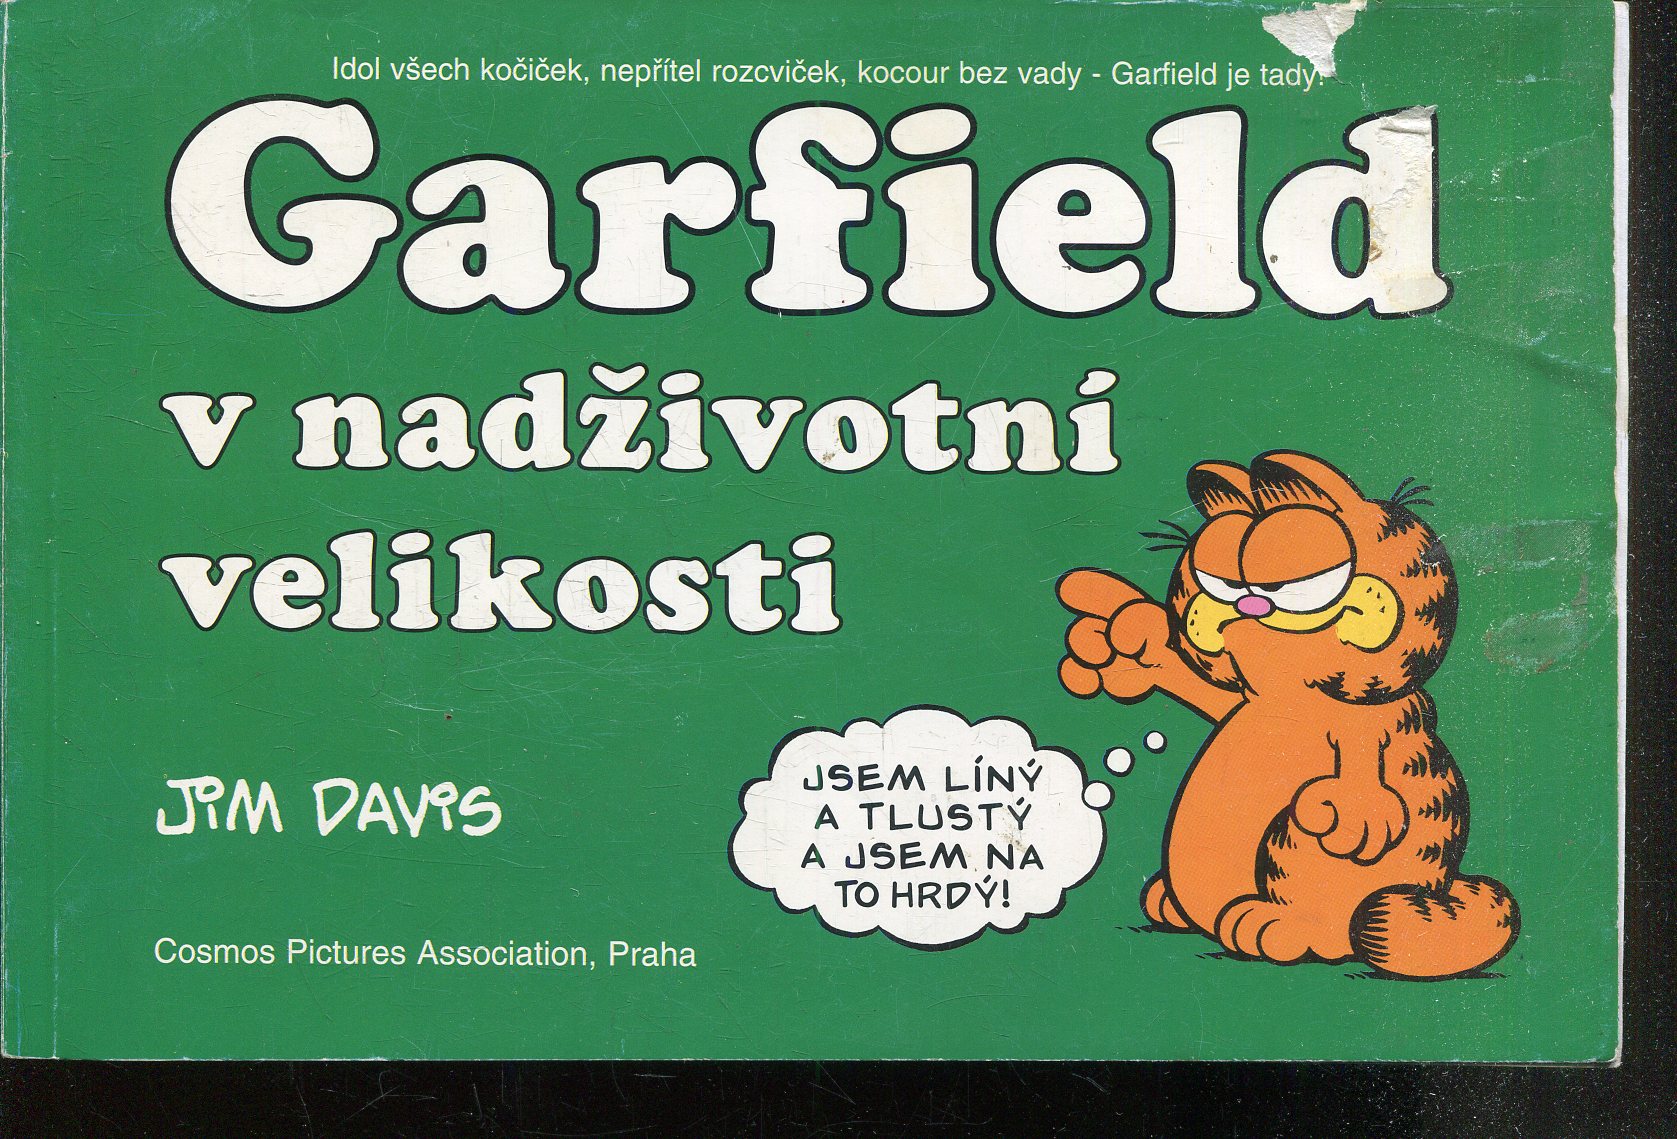 Idol všech kočiček, nepřítel rozcviček, kocour bez vady - Garfield je tady!
Garfield
v nadživotní
velikosti
JIM DAVIS
JSEM LÍNÝ
A TLUSTÝ
A JSEM NA
TO HRDÝ!
Cosmos Pictures Association, Praha